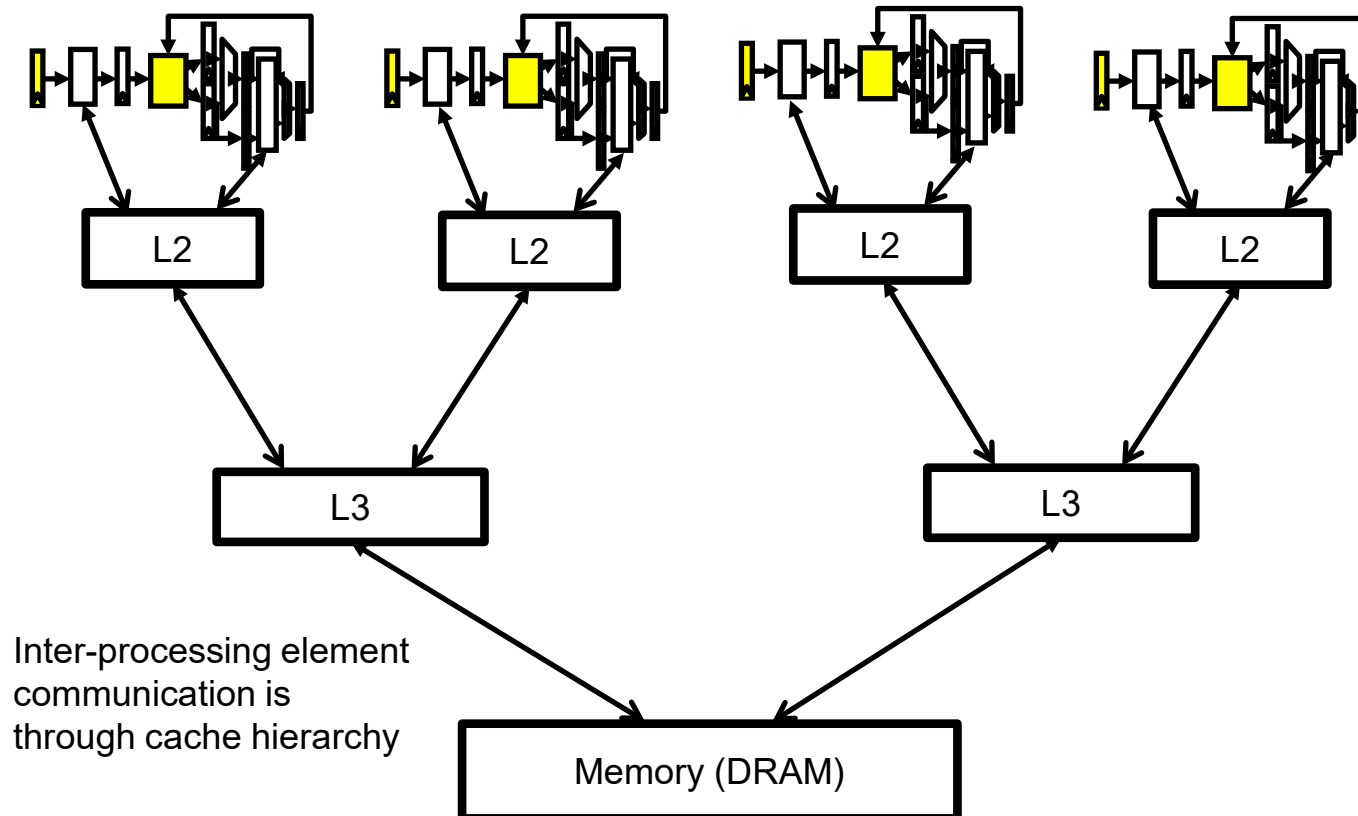 L2
L2
L2
L2
L3
L3
Inter-processing element
communication is
through cache hierarchy
Memory (DRAM)